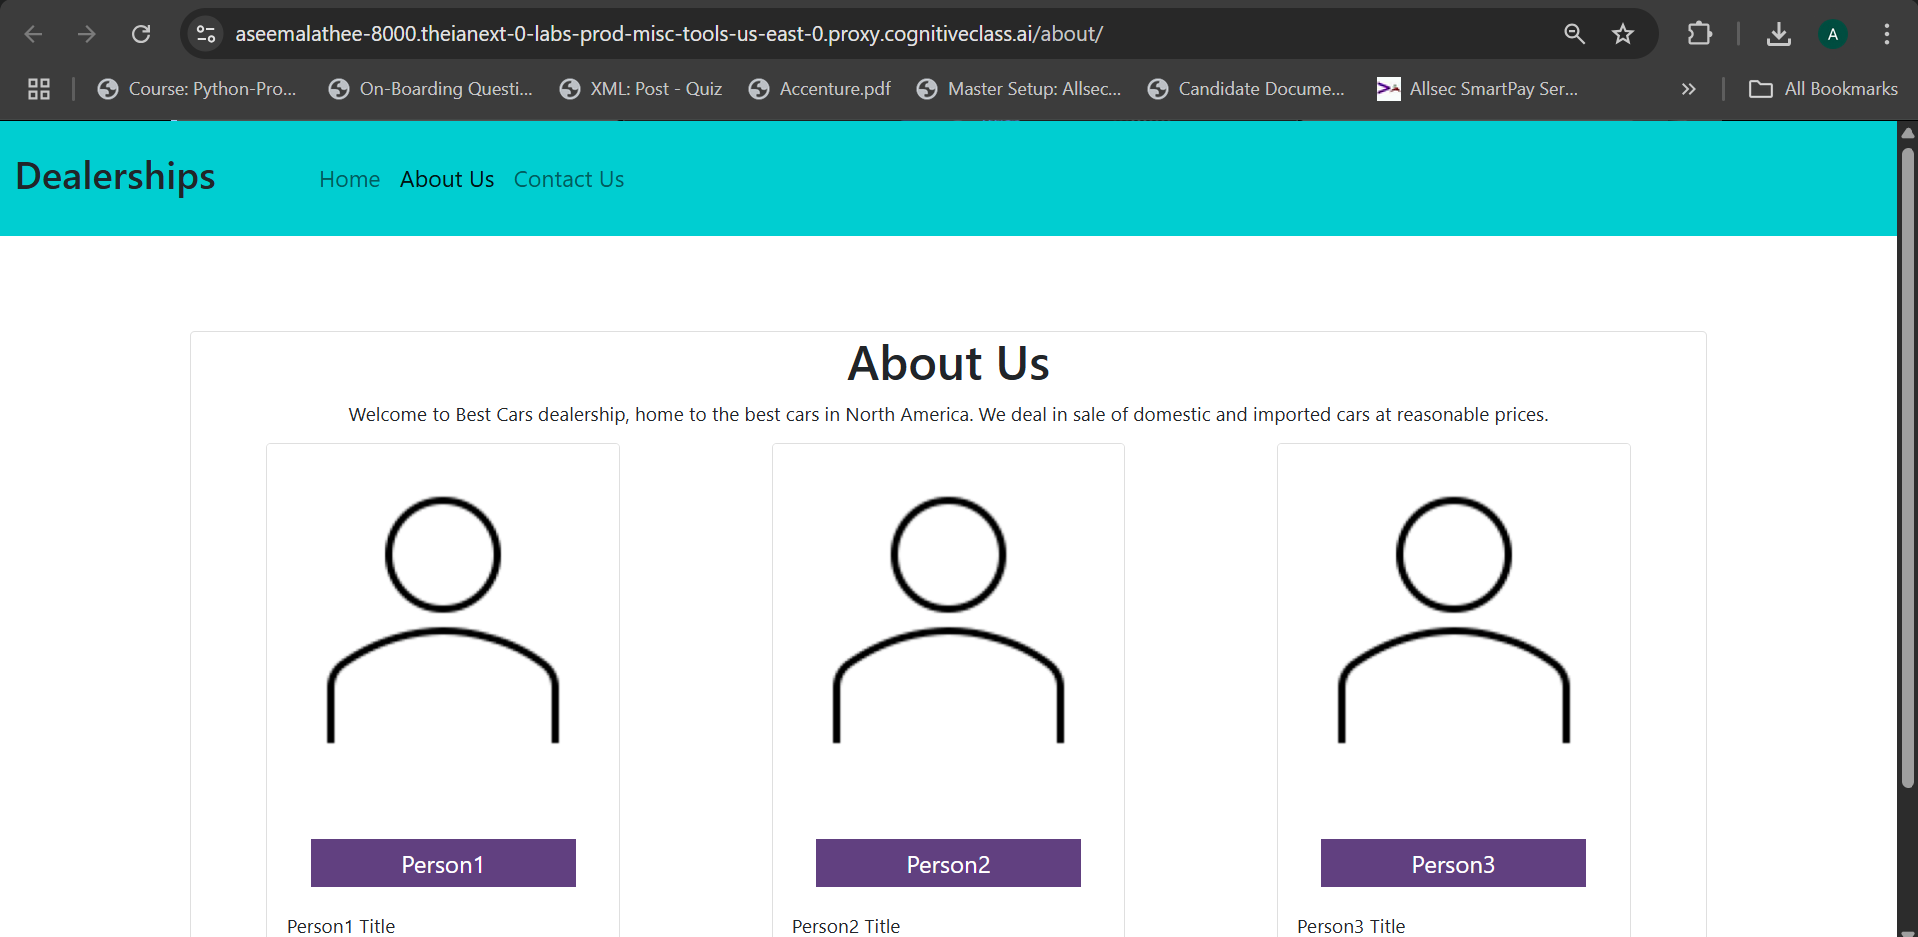 aseemalathee-8000.theianext-0-labs-prod-misc-tools-us-east-0.proxy.cognitiveclass.ai/about/
A
Course: Python-Pro... On-Boarding Questi... XML: Post - Quiz Accenture.pdf Master Setup: Allsec... Candidate Docume... Allsec SmartPay Ser... » All Bookmarks
Dealerships Home About Us Contact Us
About Us
Welcome to Best Cars dealership, home to the best cars in North America. We deal in sale of domestic and imported cars at reasonable prices.
Person1 Person2 Person3
Person1 Title Person2 Title Person3 Title